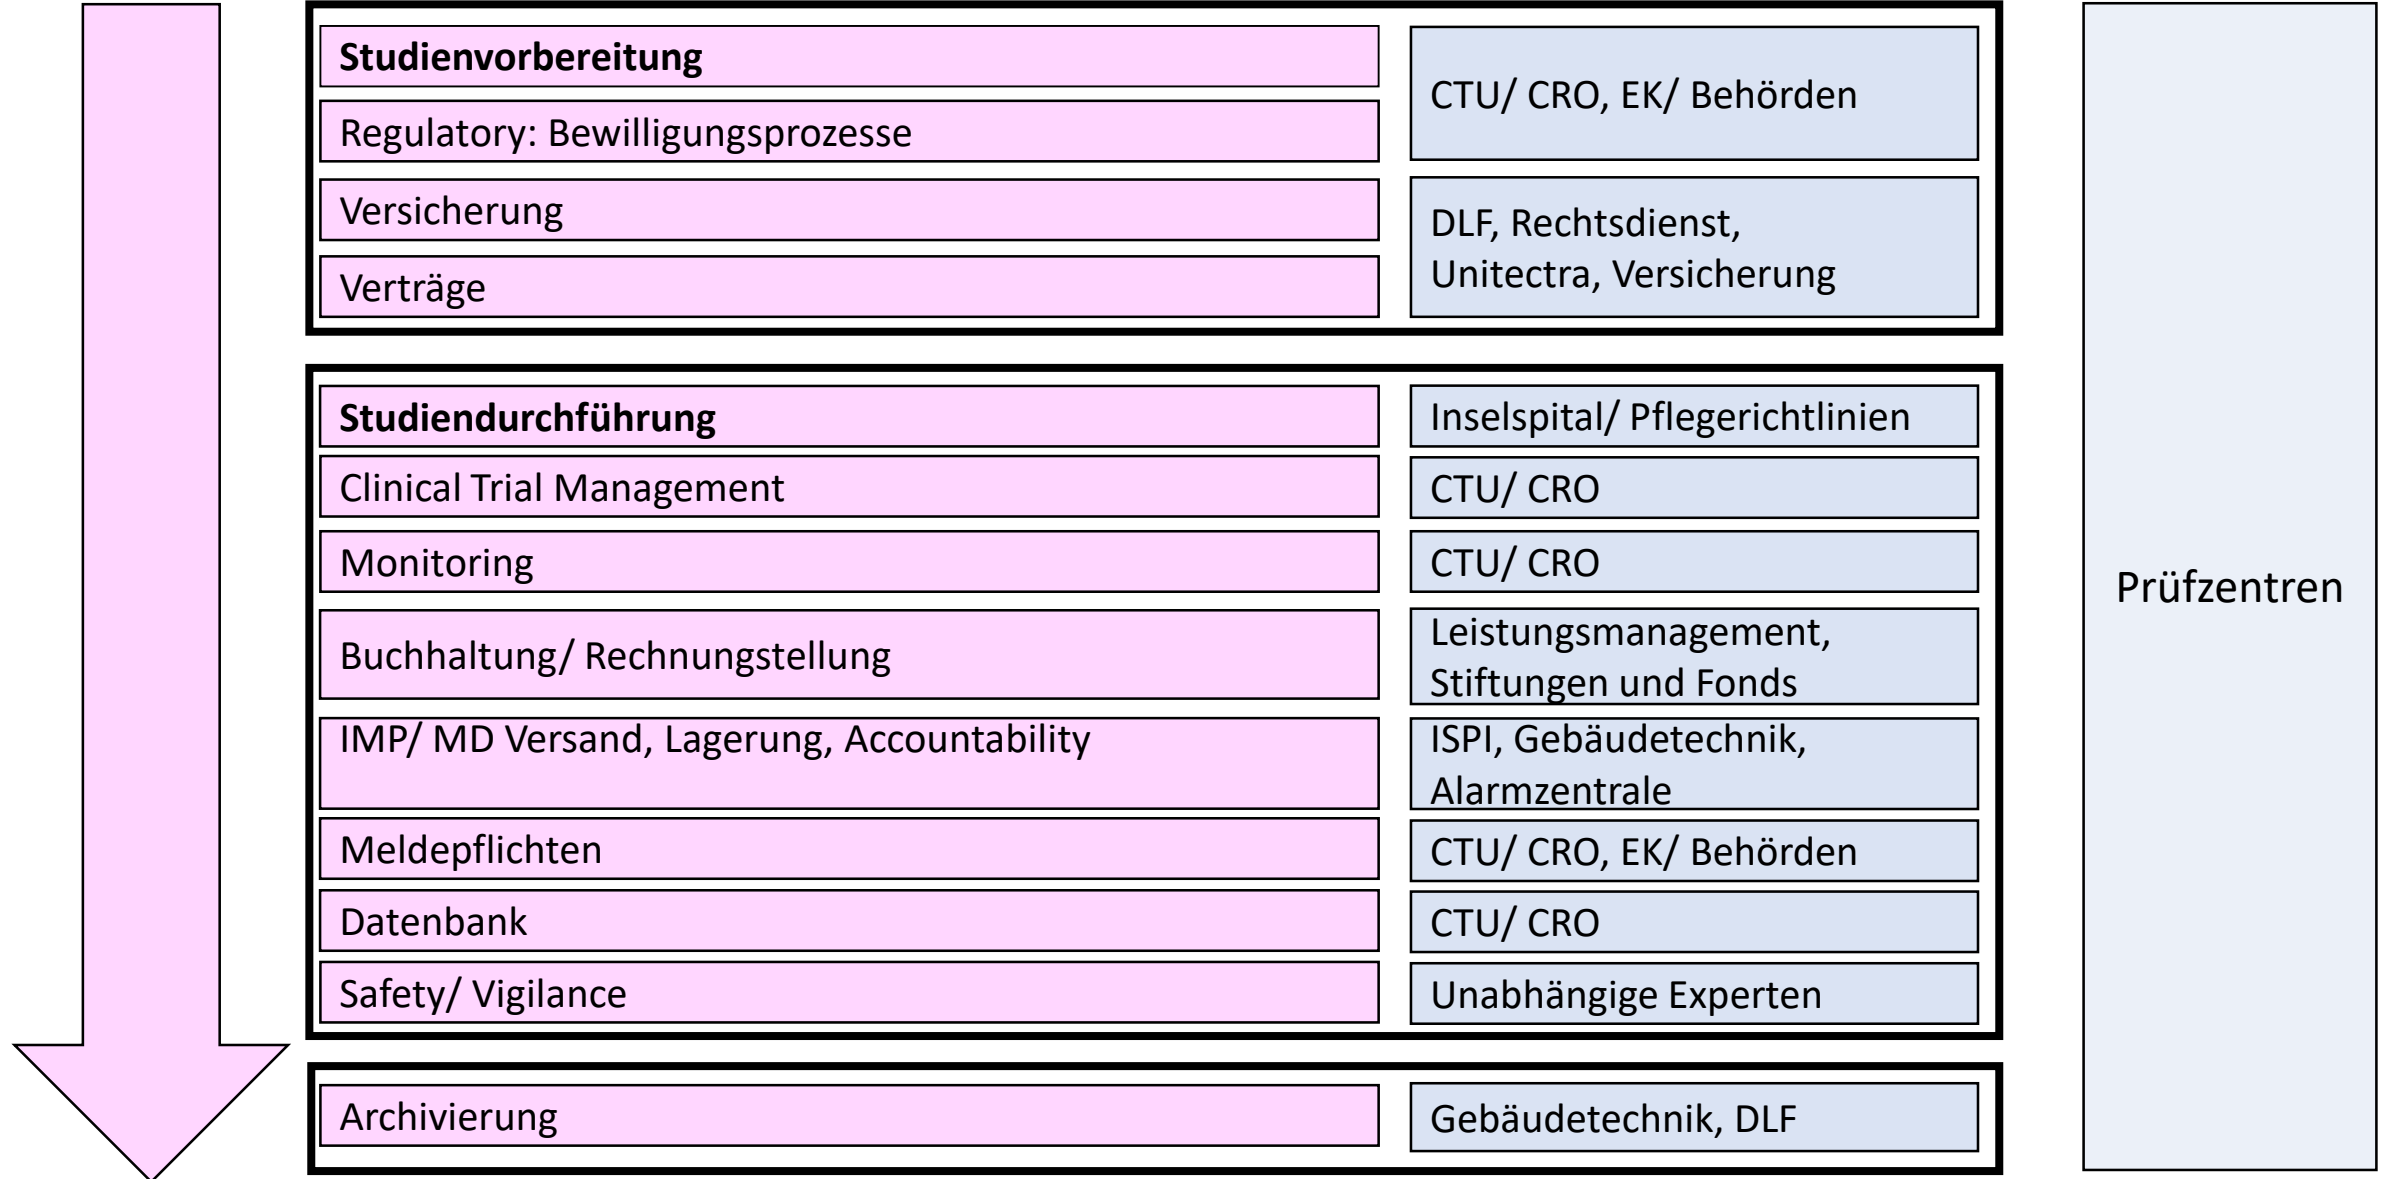 Studienvorbereitung
CTU/ CRO, EK/ Behörden
Regulatory: Bewilligungsprozesse
Versicherung
DLF, Rechtsdienst,
Unitectra, Versicherung
Verträge
Studiendurchführung
Inselspital/ Pflegerichtlinien
Clinical Trial Management
CTU/ CRO
Monitoring
CTU/ CRO
Buchhaltung/ Rechnungstellung
Leistungsmanagement,
Stiftungen und Fonds
IMP/ MD Versand, Lagerung, Accountability
ISPI, Gebäudetechnik,
Alarmzentrale
Meldepflichten
CTU/ CRO, EK/ Behörden
Datenbank
CTU/ CRO
Safety/ Vigilance
Unabhängige Experten
Archivierung
Gebäudetechnik, DLF
Prüfzentren